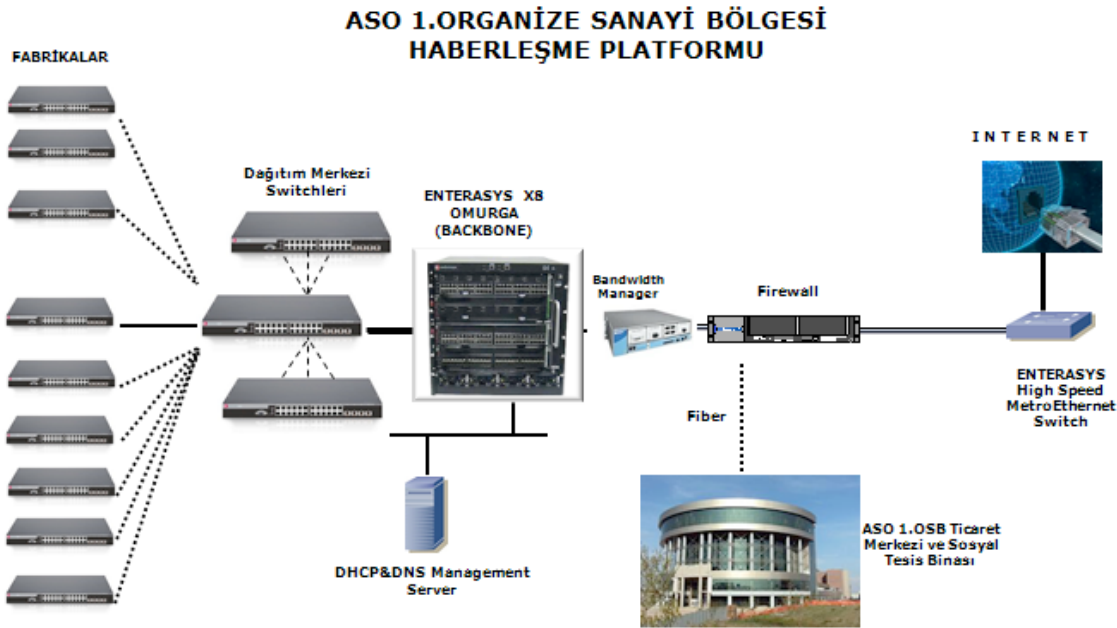 ASO 1.ORGANİZE SANAYİ BÖLGESİ
HABERLEŞME PLATFORMU
FABRİKALAR
Dağıtım Merkezi
Switchleri
ENTERASYS X8
OMURGA
(BACKBONE)
Bandwidth
Manager
Firewall
I N T E R N E T
ENTERASYS
High Speed
MetroEthernet
Switch
Fiber
DHCP&DNS Management
Server
ASO 1.OSB Ticaret
Merkezi ve Sosyal
Tesis Binası